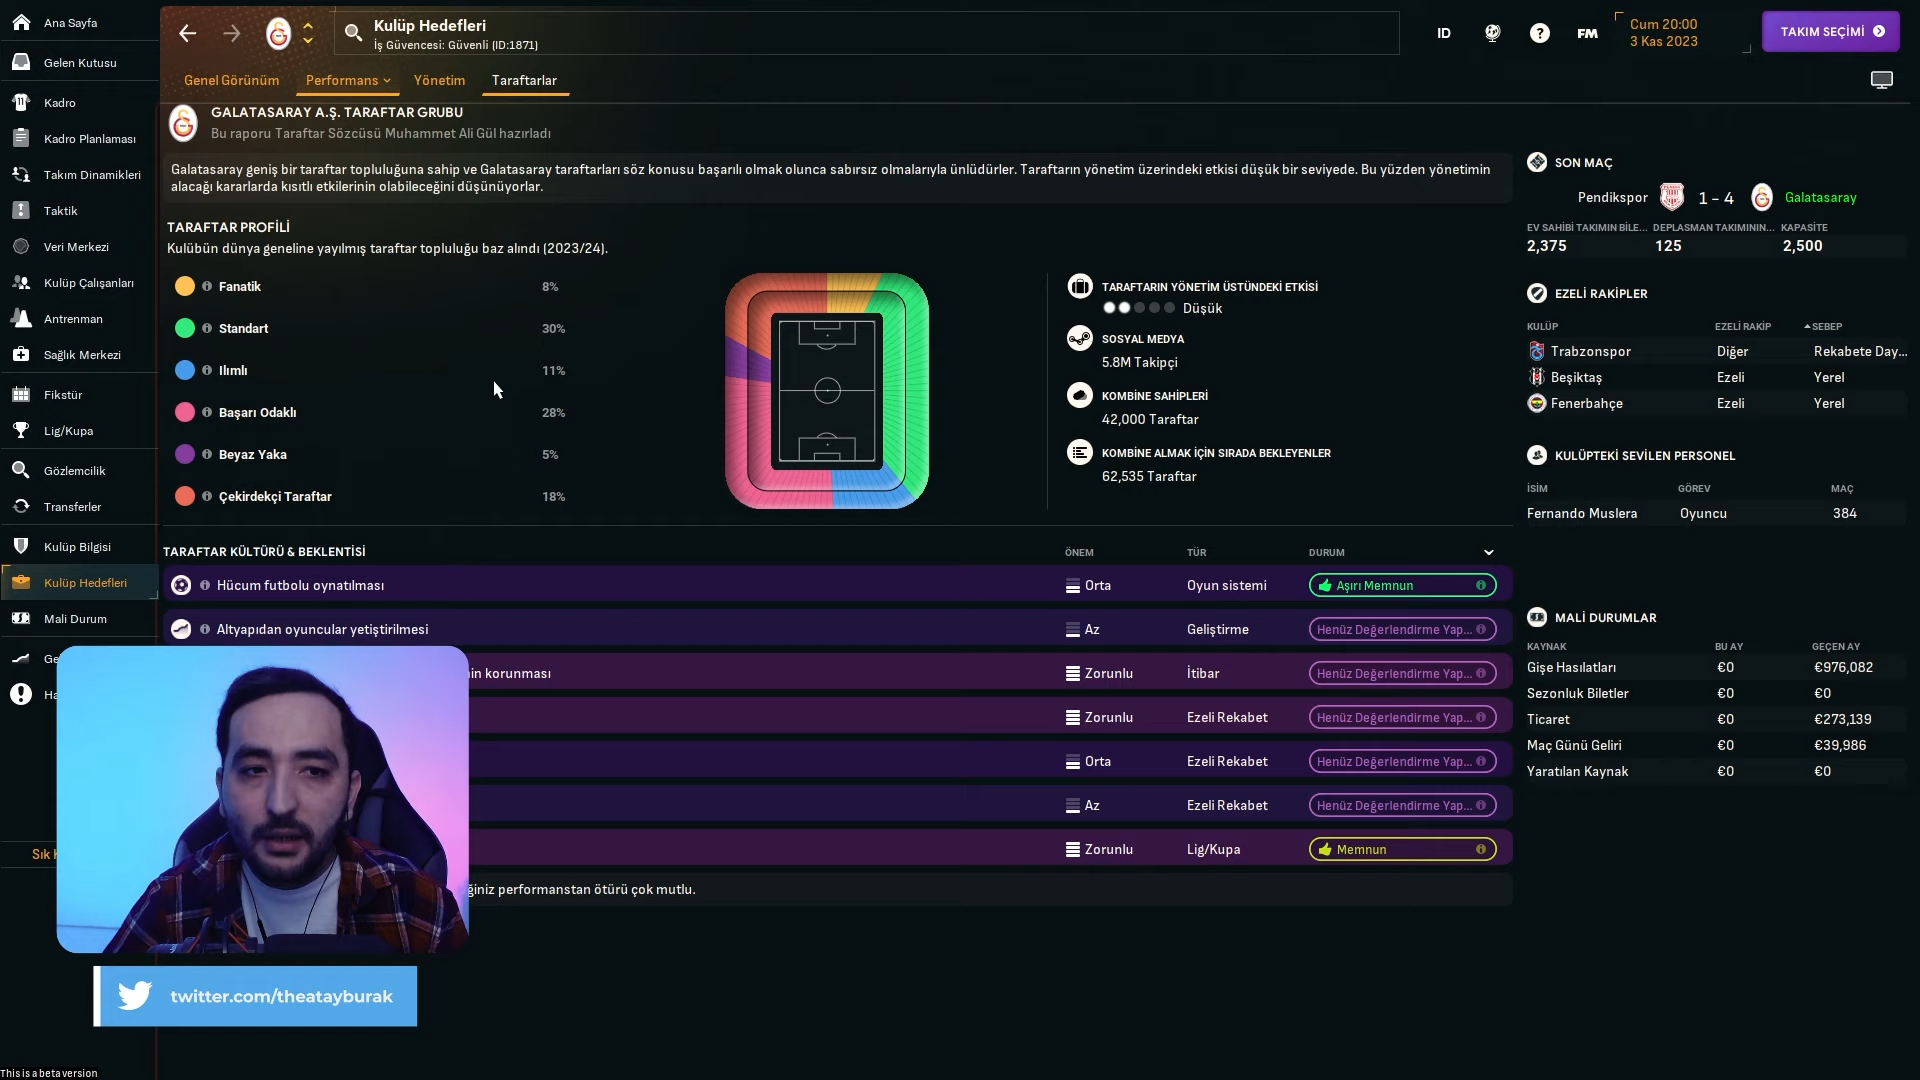 Ana Sayfa
Gelen Kutusu
Kadro
Kadro Planlaması
Takım Dinamikleri
Taktik
Veri Merkezi
Kulüp Çalışanları
Antrenman
Sağlık Merkezi
Fikstür
Lig/Kupa
Gözlemcilik
Transferler
Kulüp Bilgisi
Kulüp Hedefleri
Mali Durum
Kulüp Hedefleri
İş Güvencesi: Güvenli (ID:1871)
ID
?
FM
Cum 20:00
3 Kas 2023
TAKIM SEÇİMİ
Genel Görünüm
Performans
Yönetim
Taraftarlar
GALATASARAY A.Ş. TARAFTAR GRUBU
Bu raporu Taraftar Sözcüsü Muhammet Ali Gül hazırladı
Galatasaray geniş bir taraftar topluluğuna sahip ve Galatasaray taraftarları söz konusu başarılı olmak olunca sabırsız olmalarıyla ünlüdürler. Taraftarın yönetim üzerindeki etkisi düşük bir seviyede. Bu yüzden yönetimin
alacağı kararlarda kısıtlı etkilerinin olabileceğini düşünüyorlar.
TARAFTAR PROFİLİ
Kulübün dünya geneline yayılmış taraftar topluluğu baz alındı (2023/24).
Fanatik 8%
Standart 30%
Ilımlı 11%
Başarı Odaklı 28%
Beyaz Yaka 5%
Çekirdekçi Taraftar 18%
TARAFTARIN YÖNETİM ÜSTÜNDEKİ ETKİSİ
Düşük
SOSYAL MEDYA
5.8M Takipçi
KOMBİNE SAHİPLERİ
42,000 Taraftar
KOMBİNE ALMAK İÇİN SIRADA BEKLEYENLER
62,535 Taraftar
TARAFTAR KÜLTÜRÜ & BEKLENTİSİ ÖNEM TÜR DURUM
Hücum futbolu oynatılması Orta Oyun sistemi Aşırı Memnun
Altyapıdan oyuncular yetiştirilmesi Az Geliştirme Henüz Değerlendirme Yap...
nin korunması Zorunlu İtibar Henüz Değerlendirme Yap...
Zorunlu Ezeli Rekabet Henüz Değerlendirme Yap...
Orta Ezeli Rekabet Henüz Değerlendirme Yap...
Az Ezeli Rekabet Henüz Değerlendirme Yap...
Zorunlu Lig/Kupa Memnun
ğiniz performanstan ötürü çok mutlu.
SON MAÇ
Pendikspor 1 - 4 Galatasaray
EV SAHİBİ TAKIMIN BİLE... DEPLASMAN TAKIMININ... KAPASİTE
2,375 125 2,500
EZELİ RAKİPLER
KULÜP EZELİ RAKİP SEBEP
Trabzonspor Diğer Rekabete Day...
Beşiktaş Ezeli Yerel
Fenerbahçe Ezeli Yerel
KULÜPTEKİ SEVİLEN PERSONEL
İSİM GÖREV MAÇ
Fernando Muslera Oyuncu 384
MALİ DURUMLAR
KAYNAK BU AY GEÇEN AY
Gişe Hasılatları €0 €976,082
Sezonluk Biletler €0 €0
Ticaret €0 €273,139
Maç Günü Geliri €0 €39,986
Yaratılan Kaynak €0 €0
Ge
Ha
Sık
twitter.com/theatayburak
This is a beta version